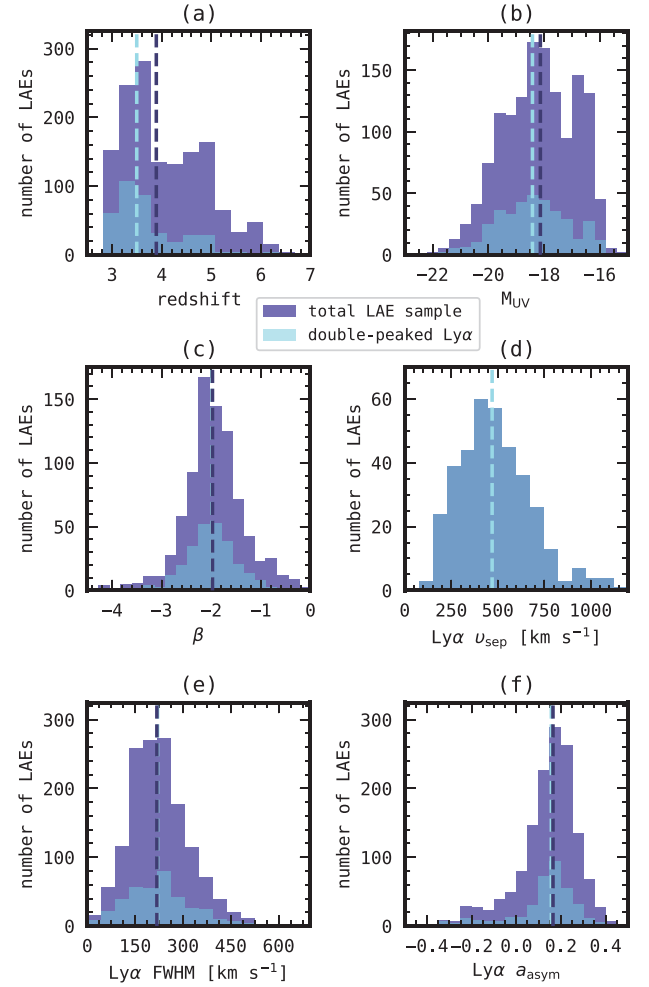 (a)
(b)
number of LAEs
300
200
100
0
3
4
5
6
7
redshift
number of LAEs
150
100
50
0
−22
−20
−18
−16
M_UV
total LAE sample
double-peaked Lyα
(c)
(d)
number of LAEs
150
100
50
0
−4
−3
−2
−1
0
β
number of LAEs
60
40
20
0
0
250
500
750
1000
Lyα υ_sep [km s⁻¹]
(e)
(f)
number of LAEs
300
200
100
0
0
150
300
450
600
Lyα FWHM [km s⁻¹]
number of LAEs
300
200
100
0
−0.4
−0.2
0.0
0.2
0.4
Lyα a_asym